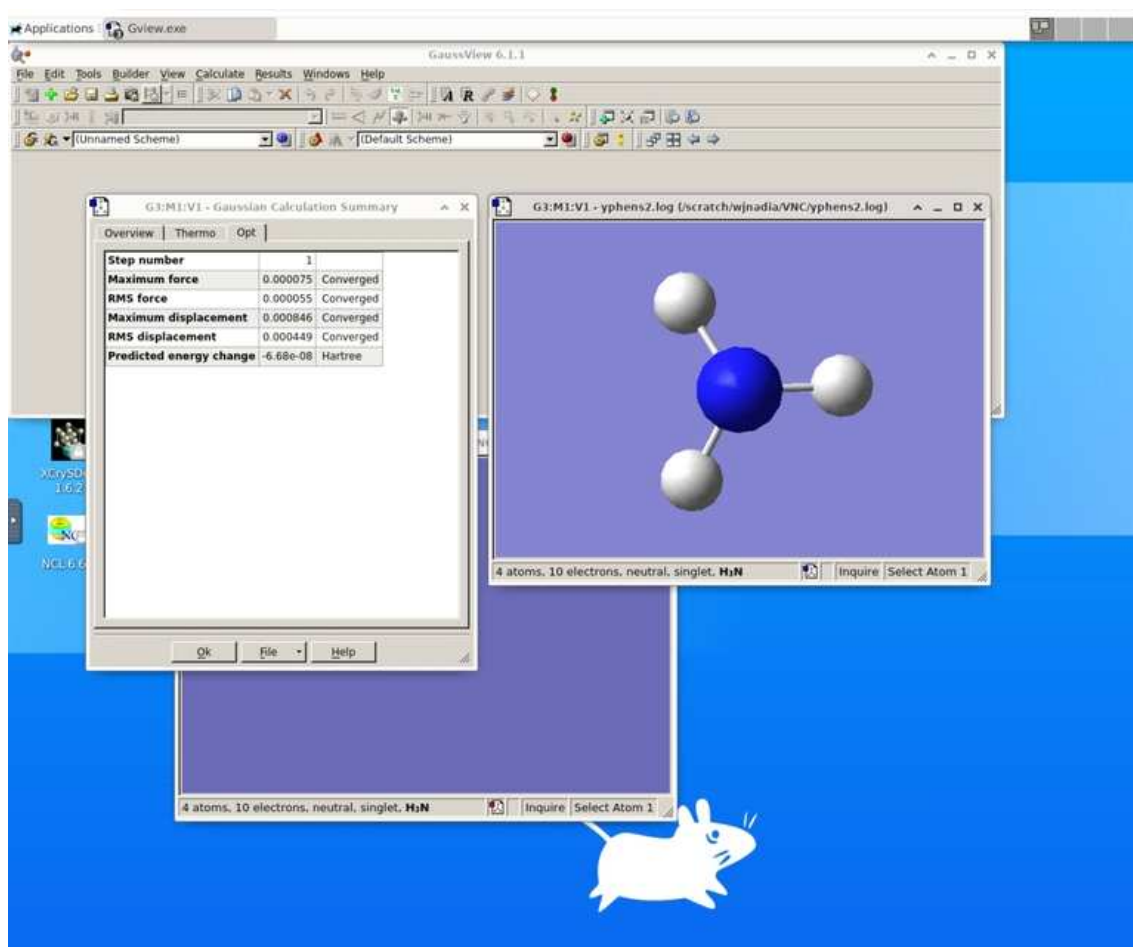 Applications Gview.exe
GaussView 6.1.1
File Edit Tools Builder View Calculate Results Windows Help
(Unnamed Scheme) (Default Scheme)
G3:M1:V1 - Gaussian Calculation Summary
Overview Thermo Opt
Step number 1
Maximum force 0.000075 Converged
RMS force 0.000055 Converged
Maximum displacement 0.000846 Converged
RMS displacement 0.000449 Converged
Predicted energy change -6.68e-08 Hartree
Ok File Help
G3:M1:V1 - yphens2.log (/scratch/wjnadia/VNC/yphens2.log)
4 atoms, 10 electrons, neutral, singlet, H₃N Inquire Select Atom 1
1.6.2
4 atoms, 10 electrons, neutral, singlet, H₃N Inquire Select Atom 1